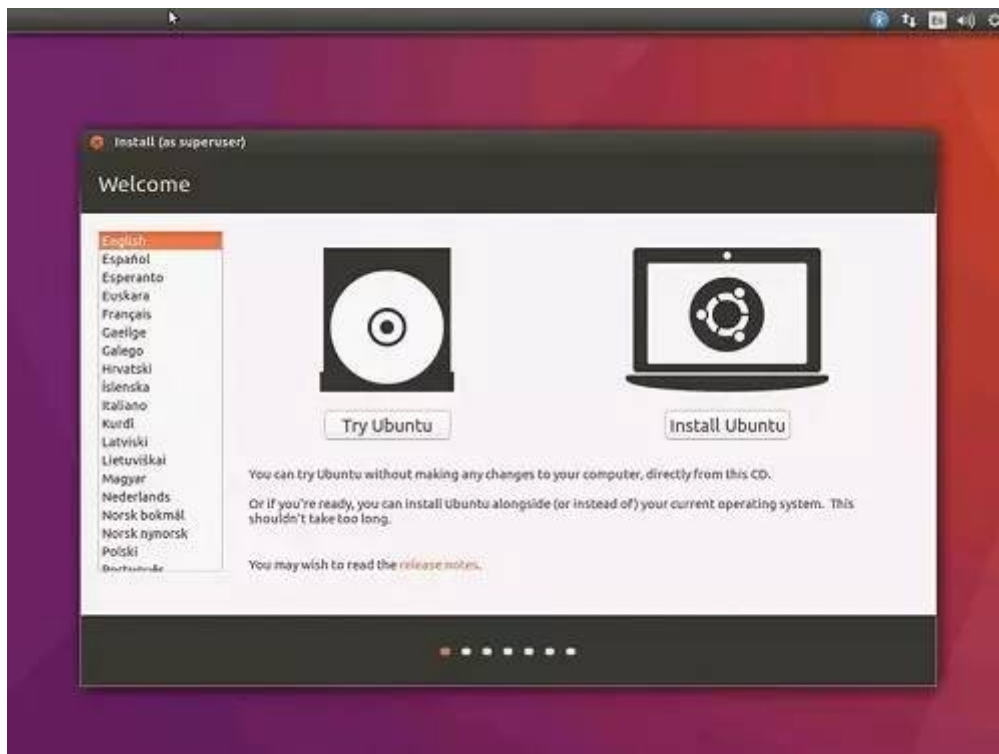 En
Install (as superuser)
Welcome
English
Español
Esperanto
Euskara
Français
Gaeilge
Galego
Hrvatski
Íslenska
Italiano
Kurdî
Latviski
Lietuviškai
Magyar
Nederlands
Norsk bokmål
Norsk nynorsk
Polski
Português
Try Ubuntu
Install Ubuntu
You can try Ubuntu without making any changes to your computer, directly from this CD.
Or if you're ready, you can install Ubuntu alongside (or instead of) your current operating system. This
shouldn't take too long.
You may wish to read the release notes.